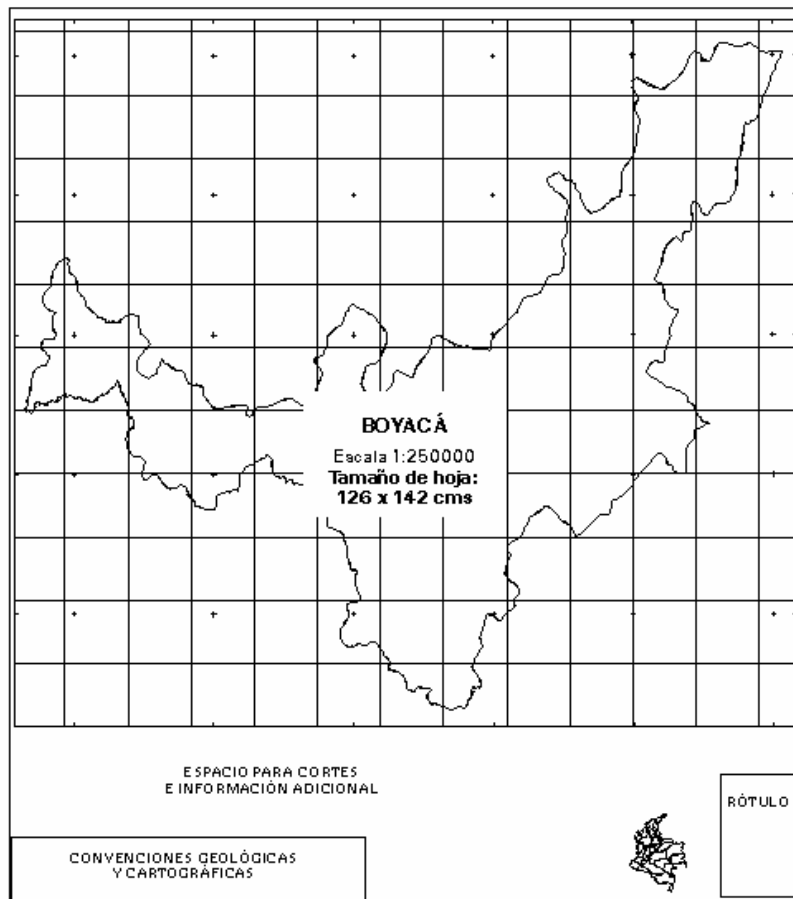 BOYACÁ
Escala 1:250000
Tamaño de hoja:
126 x 142 cms
ESPACIO PARA CORTES
E INFORMACIÓN ADICIONAL
RÓTULO
CONVENCIONES GEOLÓGICAS
Y CARTOGRÁFICAS